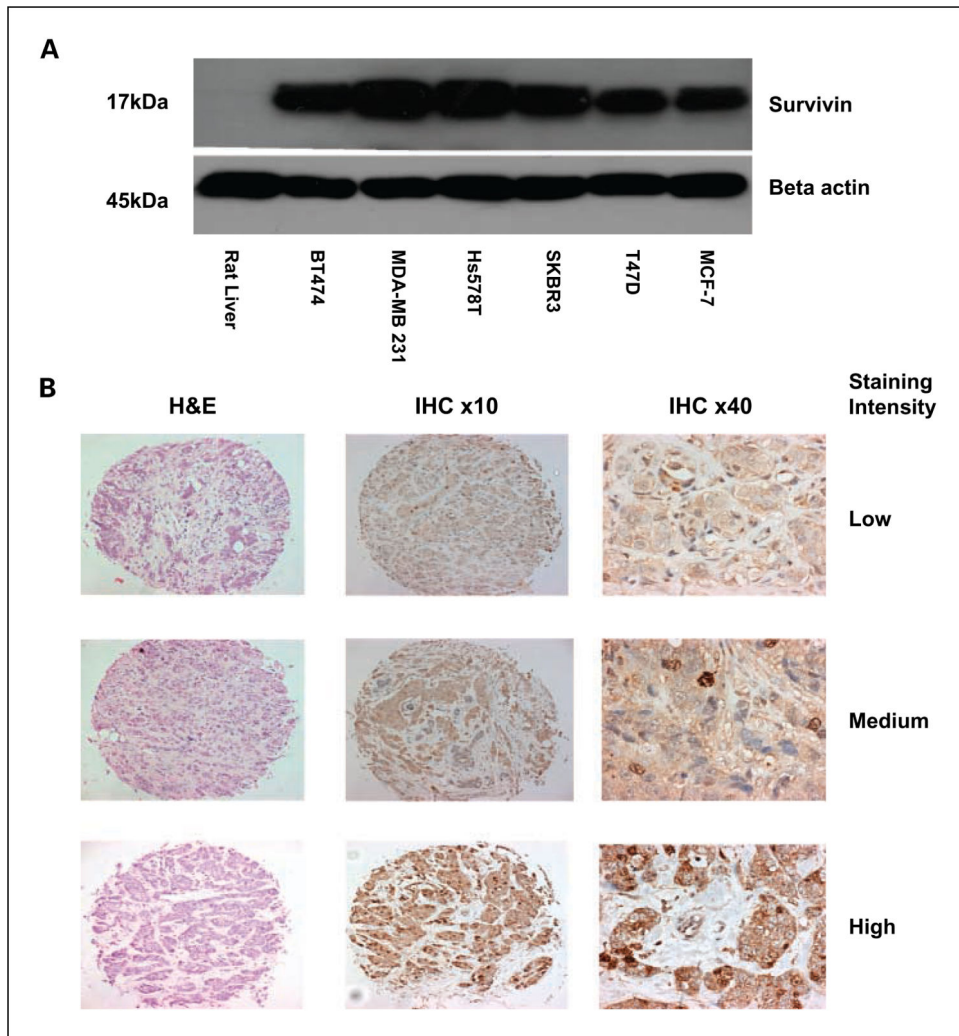 A
17kDa
Survivin
45kDa
Beta actin
Rat Liver
BT474
MDA-MB 231
Hs578T
SKBR3
T47D
MCF-7
B
H&E
IHC x10
IHC x40
Staining
Intensity
Low
Medium
High